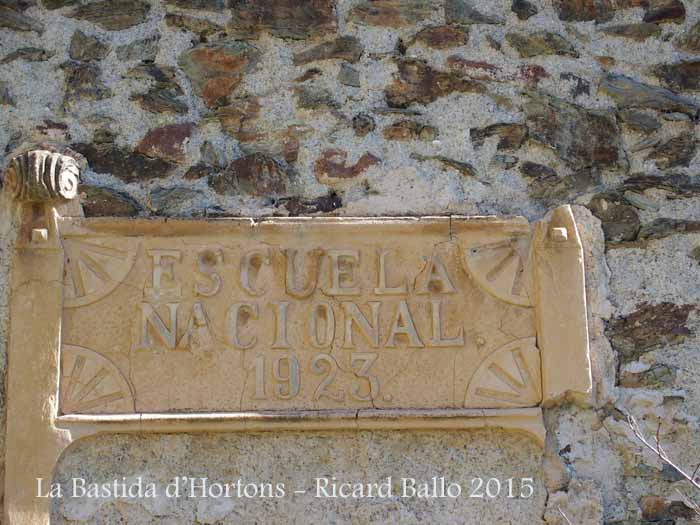 ESCUELA
NACIONAL
1923.
La Bastida d'Hortons - Ricard Ballo 2015